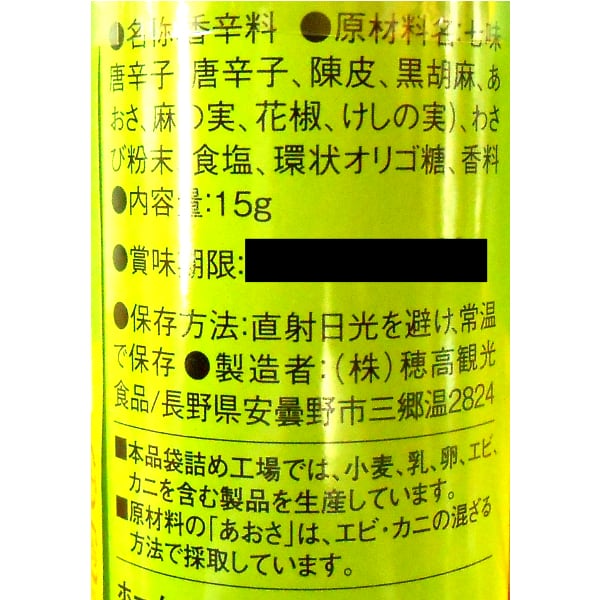 ●名称:香辛料 ●原材料名:七味
唐辛子(唐辛子、陳皮、黒胡麻、あ
おさ、麻の実、花椒、けしの実)、わさ
び粉末、食塩、環状オリゴ糖、香料
●内容量:15g
●賞味期限:
●保存方法:直射日光を避け、常温
で保存 ●製造者:(株)穂高観光
食品/長野県安曇野市三郷温2824
■本品袋詰め工場では、小麦、乳、卵、エビ、
カニを含む製品を生産しています。
■原材料の「あおさ」は、エビ・カニの混ざる
方法で採取しています。